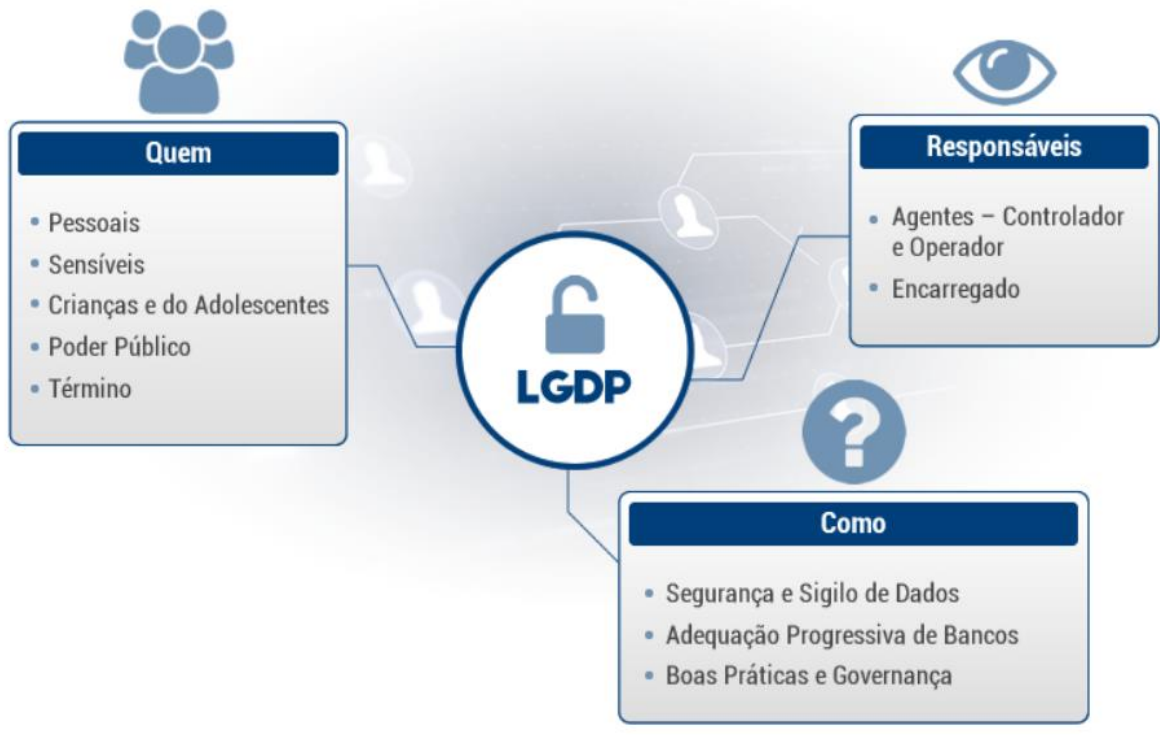 Quem
• Pessoais
• Sensíveis
• Crianças e do Adolescentes
• Poder Público
• Término
Responsáveis
• Agentes – Controlador
e Operador
• Encarregado
LGDP
?
Como
• Segurança e Sigilo de Dados
• Adequação Progressiva de Bancos
• Boas Práticas e Governança